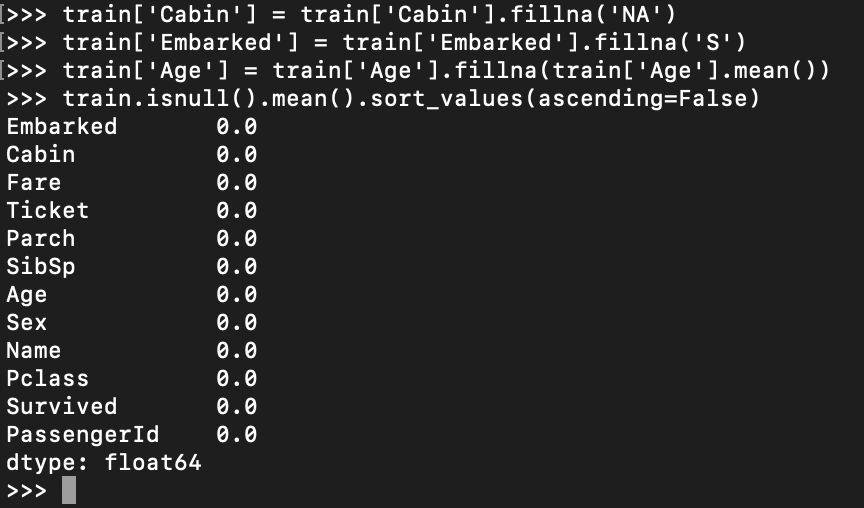 [>>> train['Cabin'] = train['Cabin'].fillna('NA')
[>>> train['Embarked'] = train['Embarked'].fillna('S')
[>>> train['Age'] = train['Age'].fillna(train['Age'].mean())
>>> train.isnull().mean().sort_values(ascending=False)
Embarked       0.0
Cabin          0.0
Fare           0.0
Ticket         0.0
Parch          0.0
SibSp          0.0
Age            0.0
Sex            0.0
Name           0.0
Pclass         0.0
Survived       0.0
PassengerId    0.0
dtype: float64
>>>